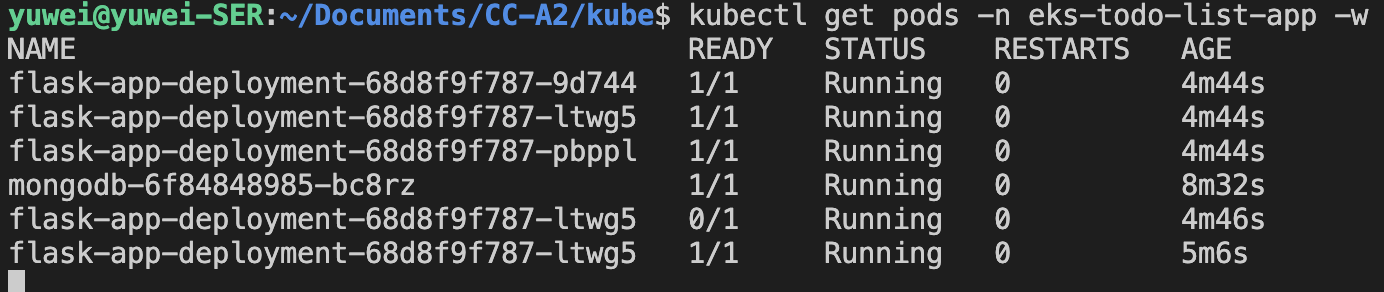 yuwei@yuwei-SER:~/Documents/CC-A2/kube$ kubectl get pods -n eks-todo-list-app -w
NAME READY STATUS RESTARTS AGE
flask-app-deployment-68d8f9f787-9d744 1/1 Running 0 4m44s
flask-app-deployment-68d8f9f787-ltwg5 1/1 Running 0 4m44s
flask-app-deployment-68d8f9f787-pbppl 1/1 Running 0 4m44s
mongodb-6f84848985-bc8rz 1/1 Running 0 8m32s
flask-app-deployment-68d8f9f787-ltwg5 0/1 Running 0 4m46s
flask-app-deployment-68d8f9f787-ltwg5 1/1 Running 0 5m6s